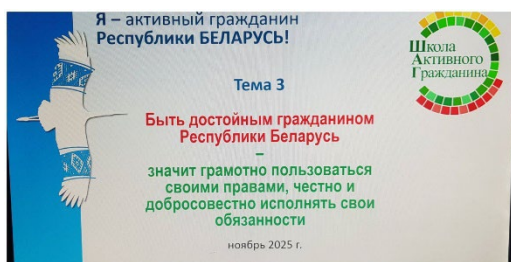 Я – активный гражданин
Республики БЕЛАРУСЬ!
Школа
Активного
Гражданина
Тема 3
Быть достойным гражданином
Республики Беларусь
–
значит грамотно пользоваться
своими правами, честно и
добросовестно исполнять свои
обязанности
ноябрь 2025 г.